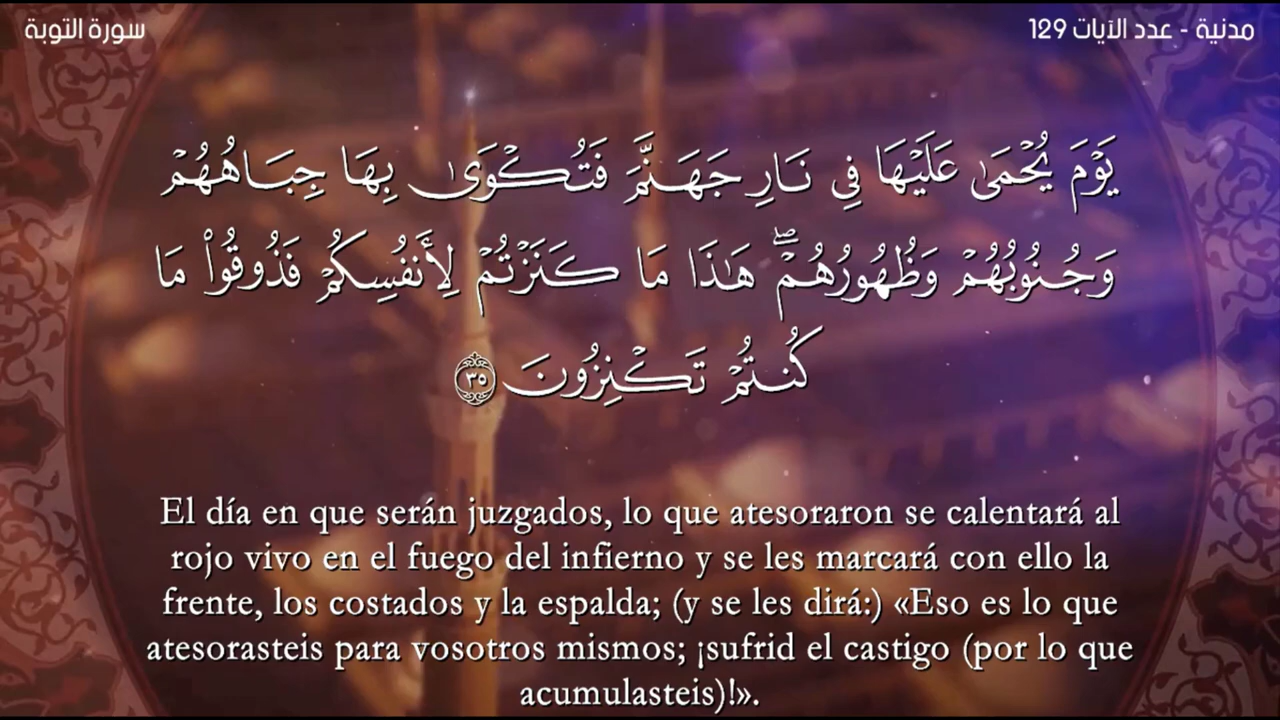 سورة التوبة
مدنية - عدد الآيات 129
يَوْمَ يُحْمَىٰ عَلَيْهَا فِي نَارِ جَهَنَّمَ فَتُكْوَىٰ بِهَا جِبَاهُهُمْ
وَجُنُوبُهُمْ وَظُهُورُهُمْ ۖ هَٰذَا مَا كَنَزْتُمْ لِأَنفُسِكُمْ فَذُوقُوا۟ مَا
كُنتُمْ تَكْنِزُونَ ٣٥
El día en que serán juzgados, lo que atesoraron se calentará al
rojo vivo en el fuego del infierno y se les marcará con ello la
frente, los costados y la espalda; (y se les dirá:) «Eso es lo que
atesorasteis para vosotros mismos; ¡sufrid el castigo (por lo que
acumulasteis)!».